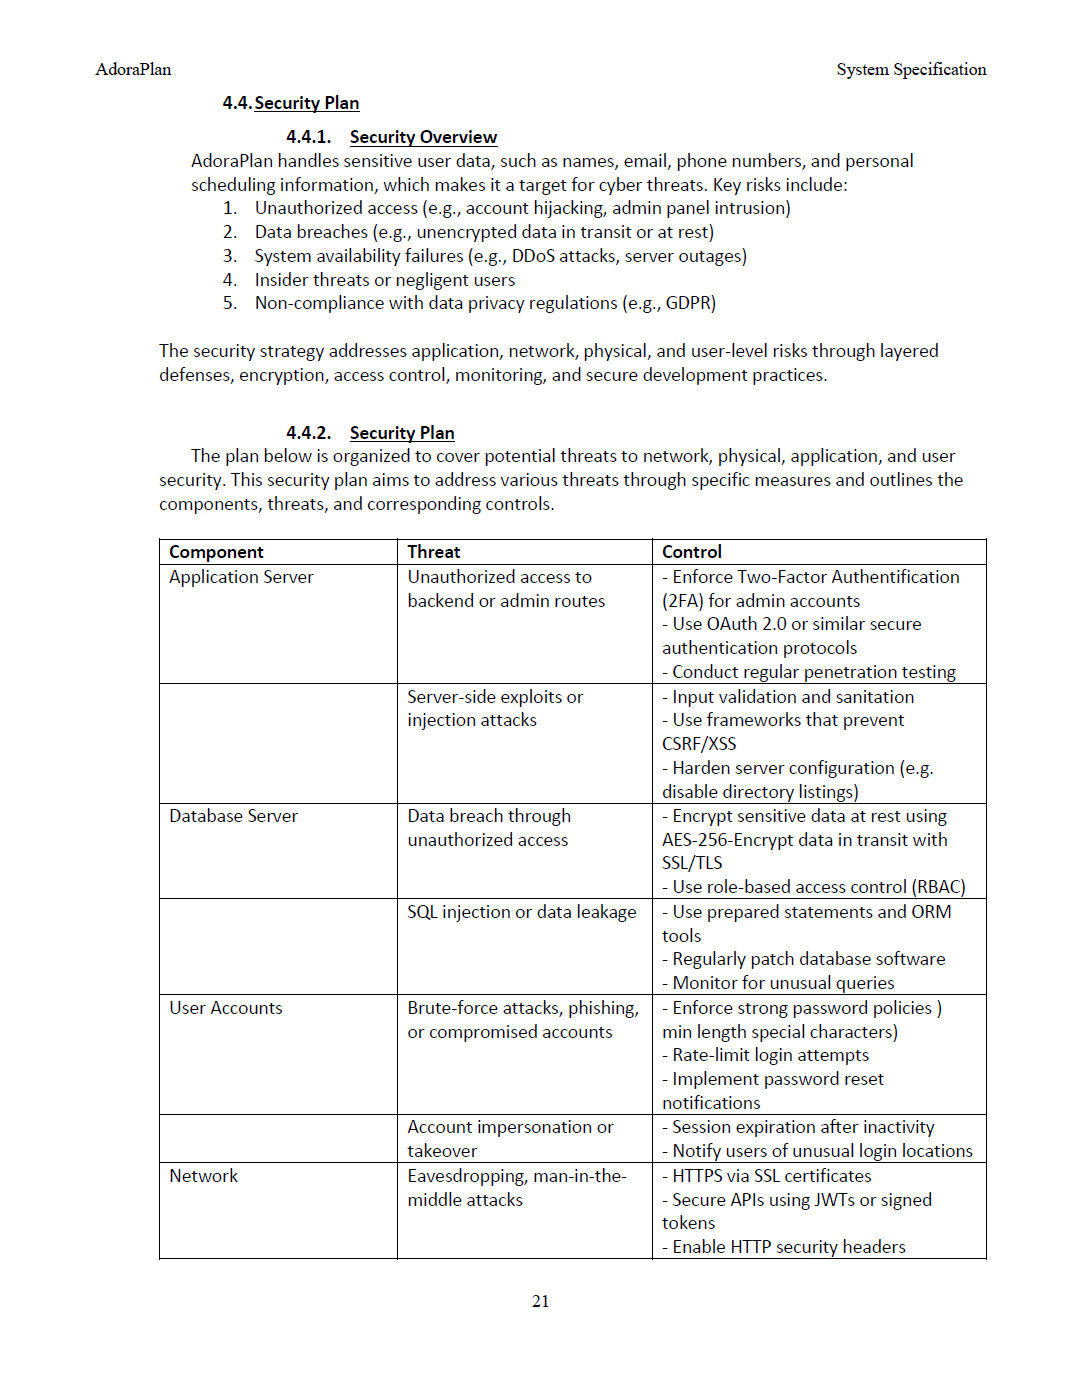 AdoraPlan System Specification
4.4. Security Plan
4.4.1. Security Overview
AdoraPlan handles sensitive user data, such as names, email, phone numbers, and personal
scheduling information, which makes it a target for cyber threats. Key risks include:
1. Unauthorized access (e.g., account hijacking, admin panel intrusion)
2. Data breaches (e.g., unencrypted data in transit or at rest)
3. System availability failures (e.g., DDoS attacks, server outages)
4. Insider threats or negligent users
5. Non-compliance with data privacy regulations (e.g., GDPR)
The security strategy addresses application, network, physical, and user-level risks through layered
defenses, encryption, access control, monitoring, and secure development practices.
4.4.2. Security Plan
The plan below is organized to cover potential threats to network, physical, application, and user
security. This security plan aims to address various threats through specific measures and outlines the
components, threats, and corresponding controls.
Component Threat Control
Application Server
Unauthorized access to
backend or admin routes
- Enforce Two-Factor Authentification
(2FA) for admin accounts
- Use OAuth 2.0 or similar secure
authentication protocols
- Conduct regular penetration testing
Server-side exploits or
injection attacks
- Input validation and sanitation
- Use frameworks that prevent
CSRF/XSS
- Harden server configuration (e.g.
disable directory listings)
Database Server
Data breach through
unauthorized access
- Encrypt sensitive data at rest using
AES-256-Encrypt data in transit with
SSL/TLS
- Use role-based access control (RBAC)
SQL injection or data leakage
- Use prepared statements and ORM
tools
- Regularly patch database software
- Monitor for unusual queries
User Accounts
Brute-force attacks, phishing,
or compromised accounts
- Enforce strong password policies )
min length special characters)
- Rate-limit login attempts
- Implement password reset
notifications
Account impersonation or
takeover
- Session expiration after inactivity
- Notify users of unusual login locations
Network
Eavesdropping, man-in-the-
middle attacks
- HTTPS via SSL certificates
- Secure APIs using JWTs or signed
tokens
- Enable HTTP security headers
21